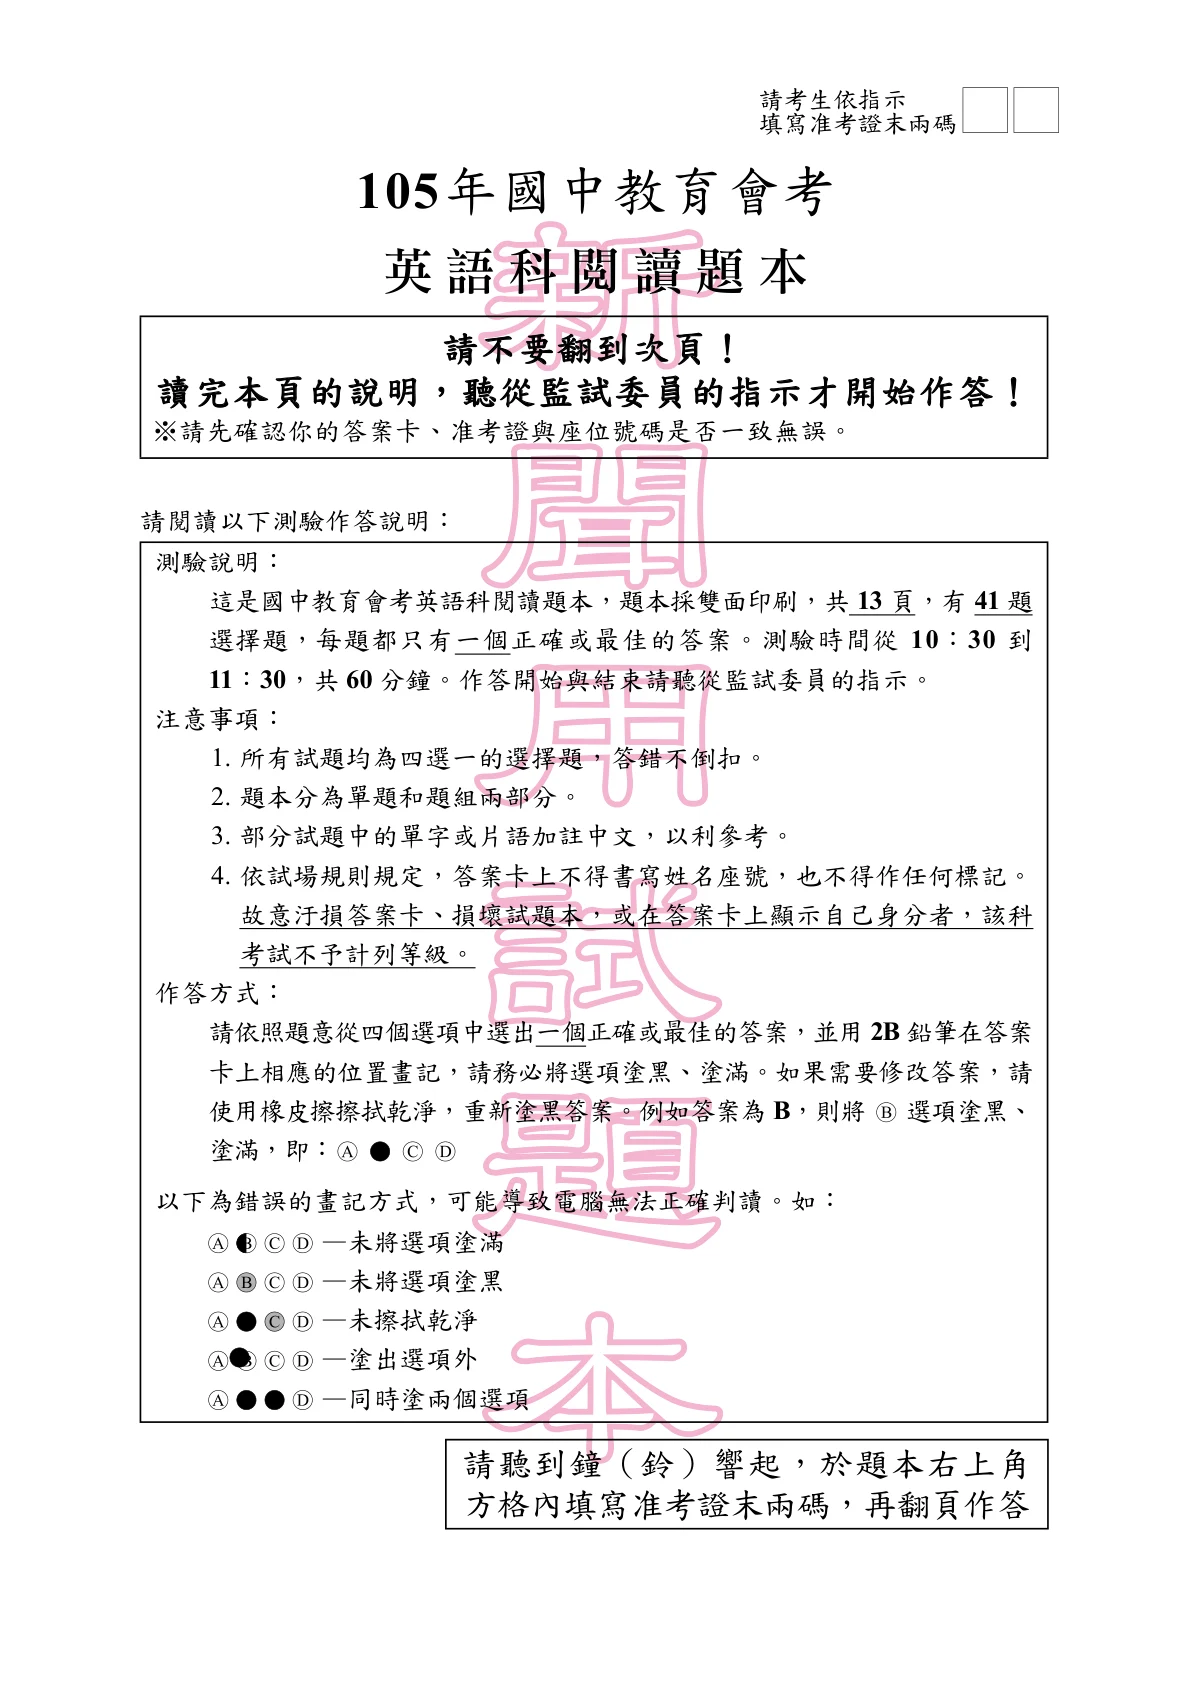 請考生依指示
填寫准考證末兩碼
105年國中教育會考
英語科閱讀題本
請不要翻到次頁！
讀完本頁的說明，聽從監試委員的指示才開始作答！
※請先確認你的答案卡、准考證與座位號碼是否一致無誤。
請閱讀以下測驗作答說明：
測驗說明：
這是國中教育會考英語科閱讀題本，題本採雙面印刷，共 13 頁，有 41 題
選擇題，每題都只有一個正確或最佳的答案。測驗時間從 10：30 到
11：30，共 60 分鐘。作答開始與結束請聽從監試委員的指示。
注意事項：
1. 所有試題均為四選一的選擇題，答錯不倒扣。
2. 題本分為單題和題組兩部分。
3. 部分試題中的單字或片語加註中文，以利參考。
4. 依試場規則規定，答案卡上不得書寫姓名座號，也不得作任何標記。
故意汙損答案卡、損壞試題本，或在答案卡上顯示自己身分者，該科
考試不予計列等級。
作答方式：
請依照題意從四個選項中選出一個正確或最佳的答案，並用 2B 鉛筆在答案
卡上相應的位置畫記，請務必將選項塗黑、塗滿。如果需要修改答案，請
使用橡皮擦擦拭乾淨，重新塗黑答案。例如答案為 B，則將 Ⓑ 選項塗黑、
塗滿，即：Ⓐ ● Ⓒ Ⓓ
以下為錯誤的畫記方式，可能導致電腦無法正確判讀。如：
Ⓐ Ⓑ Ⓒ Ⓓ —未將選項塗滿
Ⓐ Ⓑ Ⓒ Ⓓ —未將選項塗黑
Ⓐ ● Ⓒ Ⓓ —未擦拭乾淨
Ⓐ Ⓑ Ⓒ Ⓓ —塗出選項外
Ⓐ ● ● Ⓓ —同時塗兩個選項
請聽到鐘（鈴）響起，於題本右上角
方格內填寫准考證末兩碼，再翻頁作答
新聞用試題本